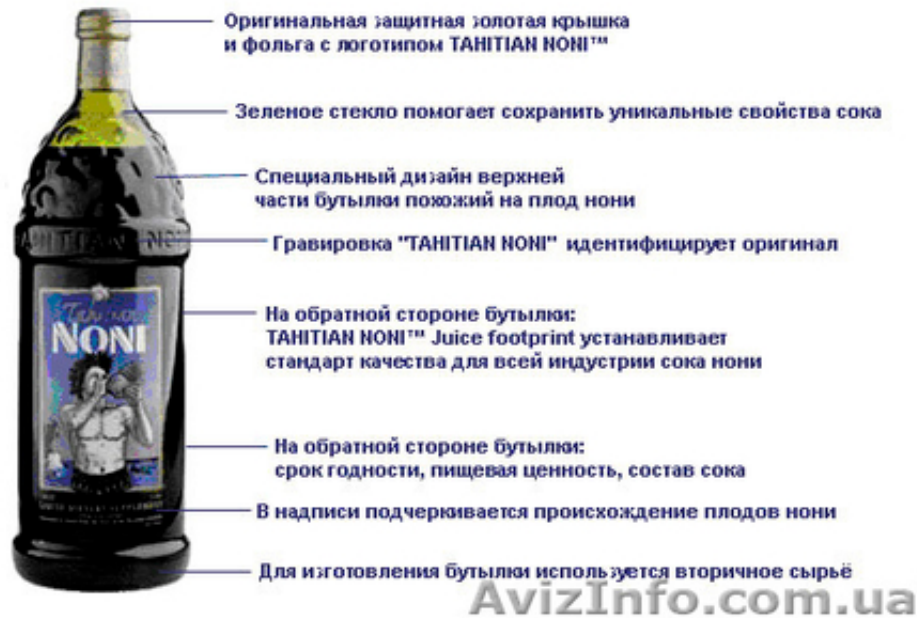 Оригинальная защитная золотая крышка
и фольга с логотипом TAHITIAN NONI™
Зеленое стекло помогает сохранить уникальные свойства сока
Специальный дизайн верхней
части бутылки похожий на плод нони
TAHITIAN NO
Гравировка "TAHITIAN NONI" идентифицирует оригинал
На обратной стороне бутылки:
TAHITIAN NONI™ Juice footprint устанавливает
стандарт качества для всей индустрии сока нони
Tahitian
NONI
На обратной стороне бутылки:
срок годности, пищевая ценность, состав сока
В надписи подчеркивается происхождение плодов нони
Для изготовления бутылки используется вторичное сырьё
AvizInfo.com.ua